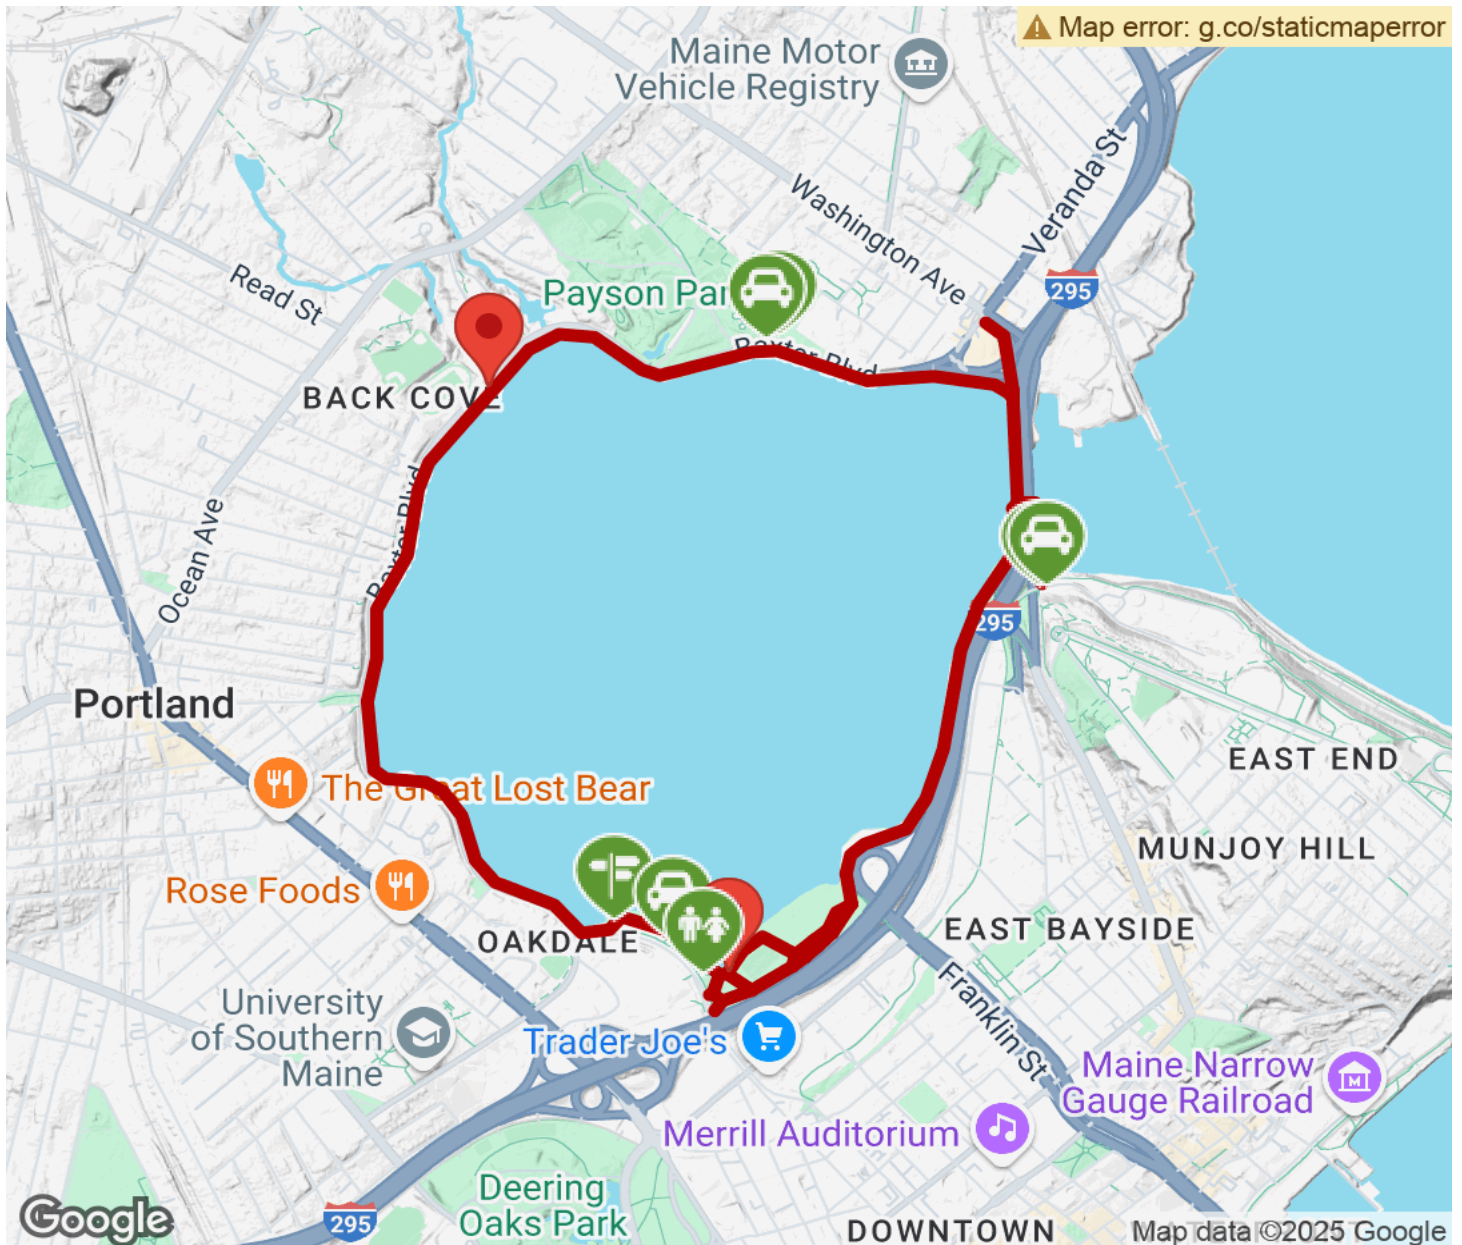 Map error: g.co/staticmaperror
Maine Motor
Vehicle Registry
Veranda St
Washington Ave
295
Read St
Payson Par
Baxter Blvd
BACK COVE
Baxter Blvd
Ocean Ave
295
Portland
EAST END
The Great Lost Bear
MUNJOY HILL
Rose Foods
EAST BAYSIDE
OAKDALE
Franklin St
University
of Southern
Maine
Trader Joe's
Maine Narrow
Gauge Railroad
M
Merrill Auditorium
Deering
Oaks Park
295
Google
DOWNTOWN
Map data ©2025 Google